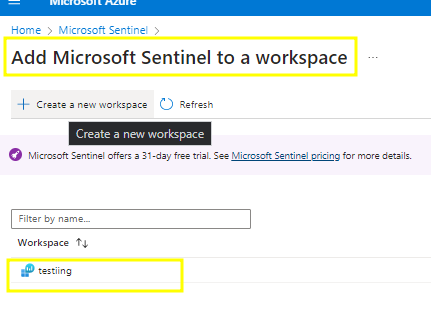 Microsoft Azure
Home > Microsoft Sentinel >
Add Microsoft Sentinel to a workspace ...
+ Create a new workspace Refresh
Create a new workspace
Microsoft Sentinel offers a 31-day free trial. See Microsoft Sentinel pricing for more details.
Filter by name...
Workspace ↑↓
testiing